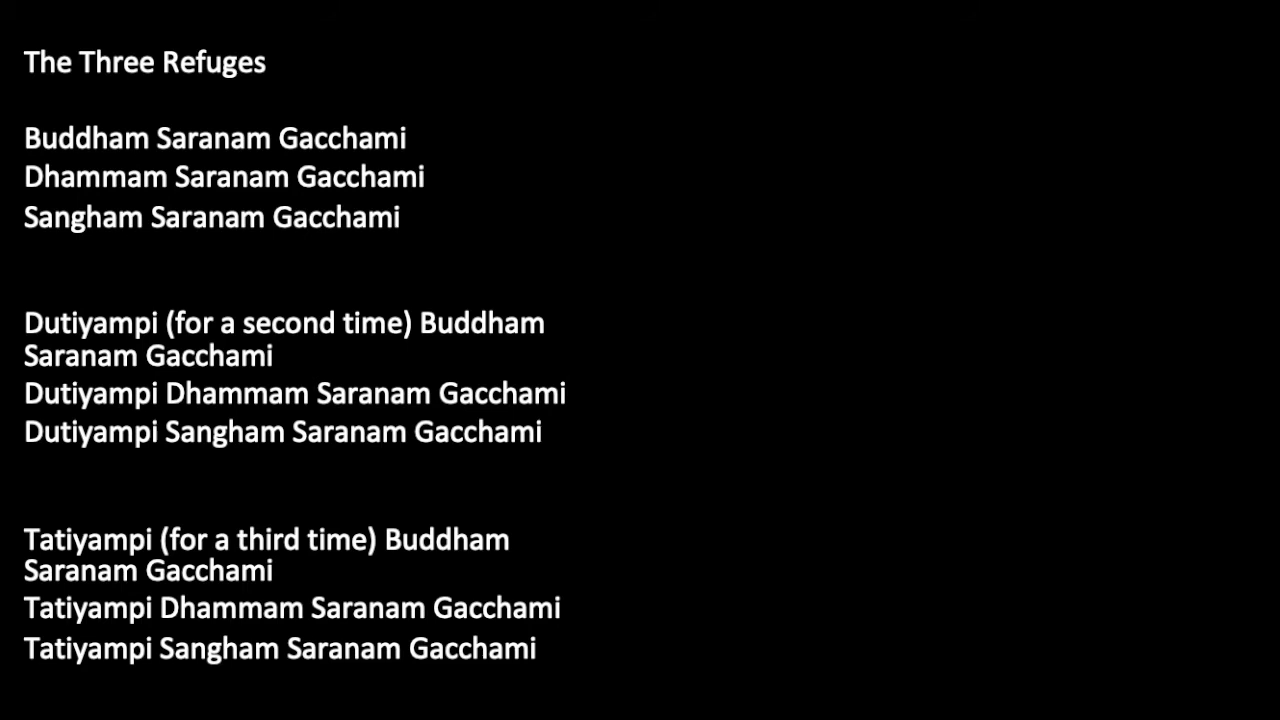 The Three Refuges
Buddham Saranam Gacchami
Dhammam Saranam Gacchami
Sangham Saranam Gacchami
Dutiyampi (for a second time) Buddham
Saranam Gacchami
Dutiyampi Dhammam Saranam Gacchami
Dutiyampi Sangham Saranam Gacchami
Tatiyampi (for a third time) Buddham
Saranam Gacchami
Tatiyampi Dhammam Saranam Gacchami
Tatiyampi Sangham Saranam Gacchami